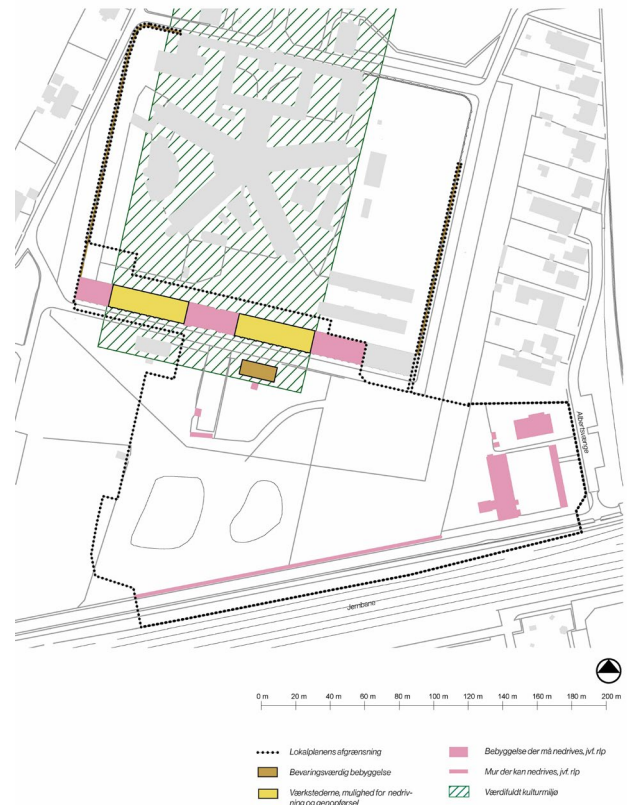 Albertsvange
Jernbane
0 m 20 m 40 m 60 m 80 m 100 m 120 m 140 m 160 m 180 m 200 m
Lokalplanens afgrænsning
Bevaringsværdig bebyggelse
Værkstederne, mulighed for nedriv-
ning og genopførsel
Bebyggelse der må nedrives, jvf. rlp
Mur der kan nedrives, jvf. rlp
Værdifuldt kulturmiljø